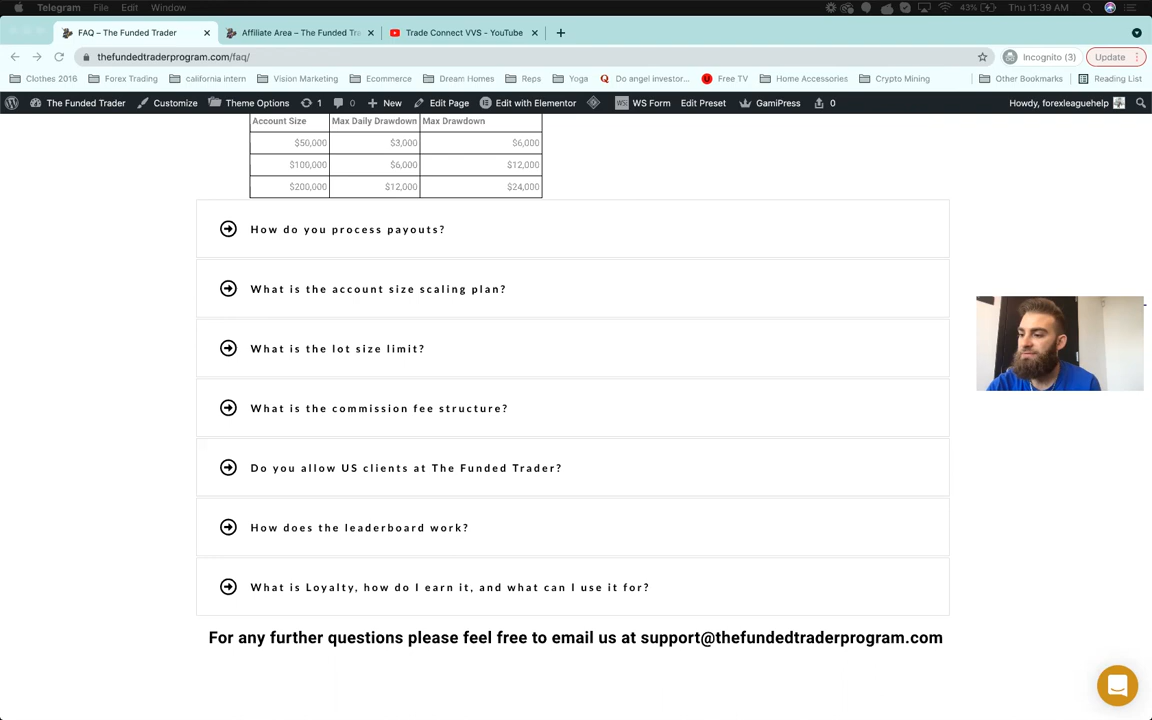 Telegram File Edit Window 43% Thu 11:39 AM
FAQ – The Funded Trader Affiliate Area – The Funded Tra Trade Connect VVS - YouTube
thefundedtraderprogram.com/faq/ Incognito (3) Update
Clothes 2016 Forex Trading california intern Vision Marketing Ecommerce Dream Homes Reps Yoga Do angel investor... Free TV Home Accessories Crypto Mining Other Bookmarks Reading List
The Funded Trader Customize Theme Options 1 0 New Edit Page Edit with Elementor WS Form Edit Preset GamiPress 0 Howdy, forexleaguehelp
Account Size Max Daily Drawdown Max Drawdown
$50,000 $3,000 $6,000
$100,000 $6,000 $12,000
$200,000 $12,000 $24,000
How do you process payouts?
What is the account size scaling plan?
What is the lot size limit?
What is the commission fee structure?
Do you allow US clients at The Funded Trader?
How does the leaderboard work?
What is Loyalty, how do I earn it, and what can I use it for?
For any further questions please feel free to email us at support@thefundedtraderprogram.com